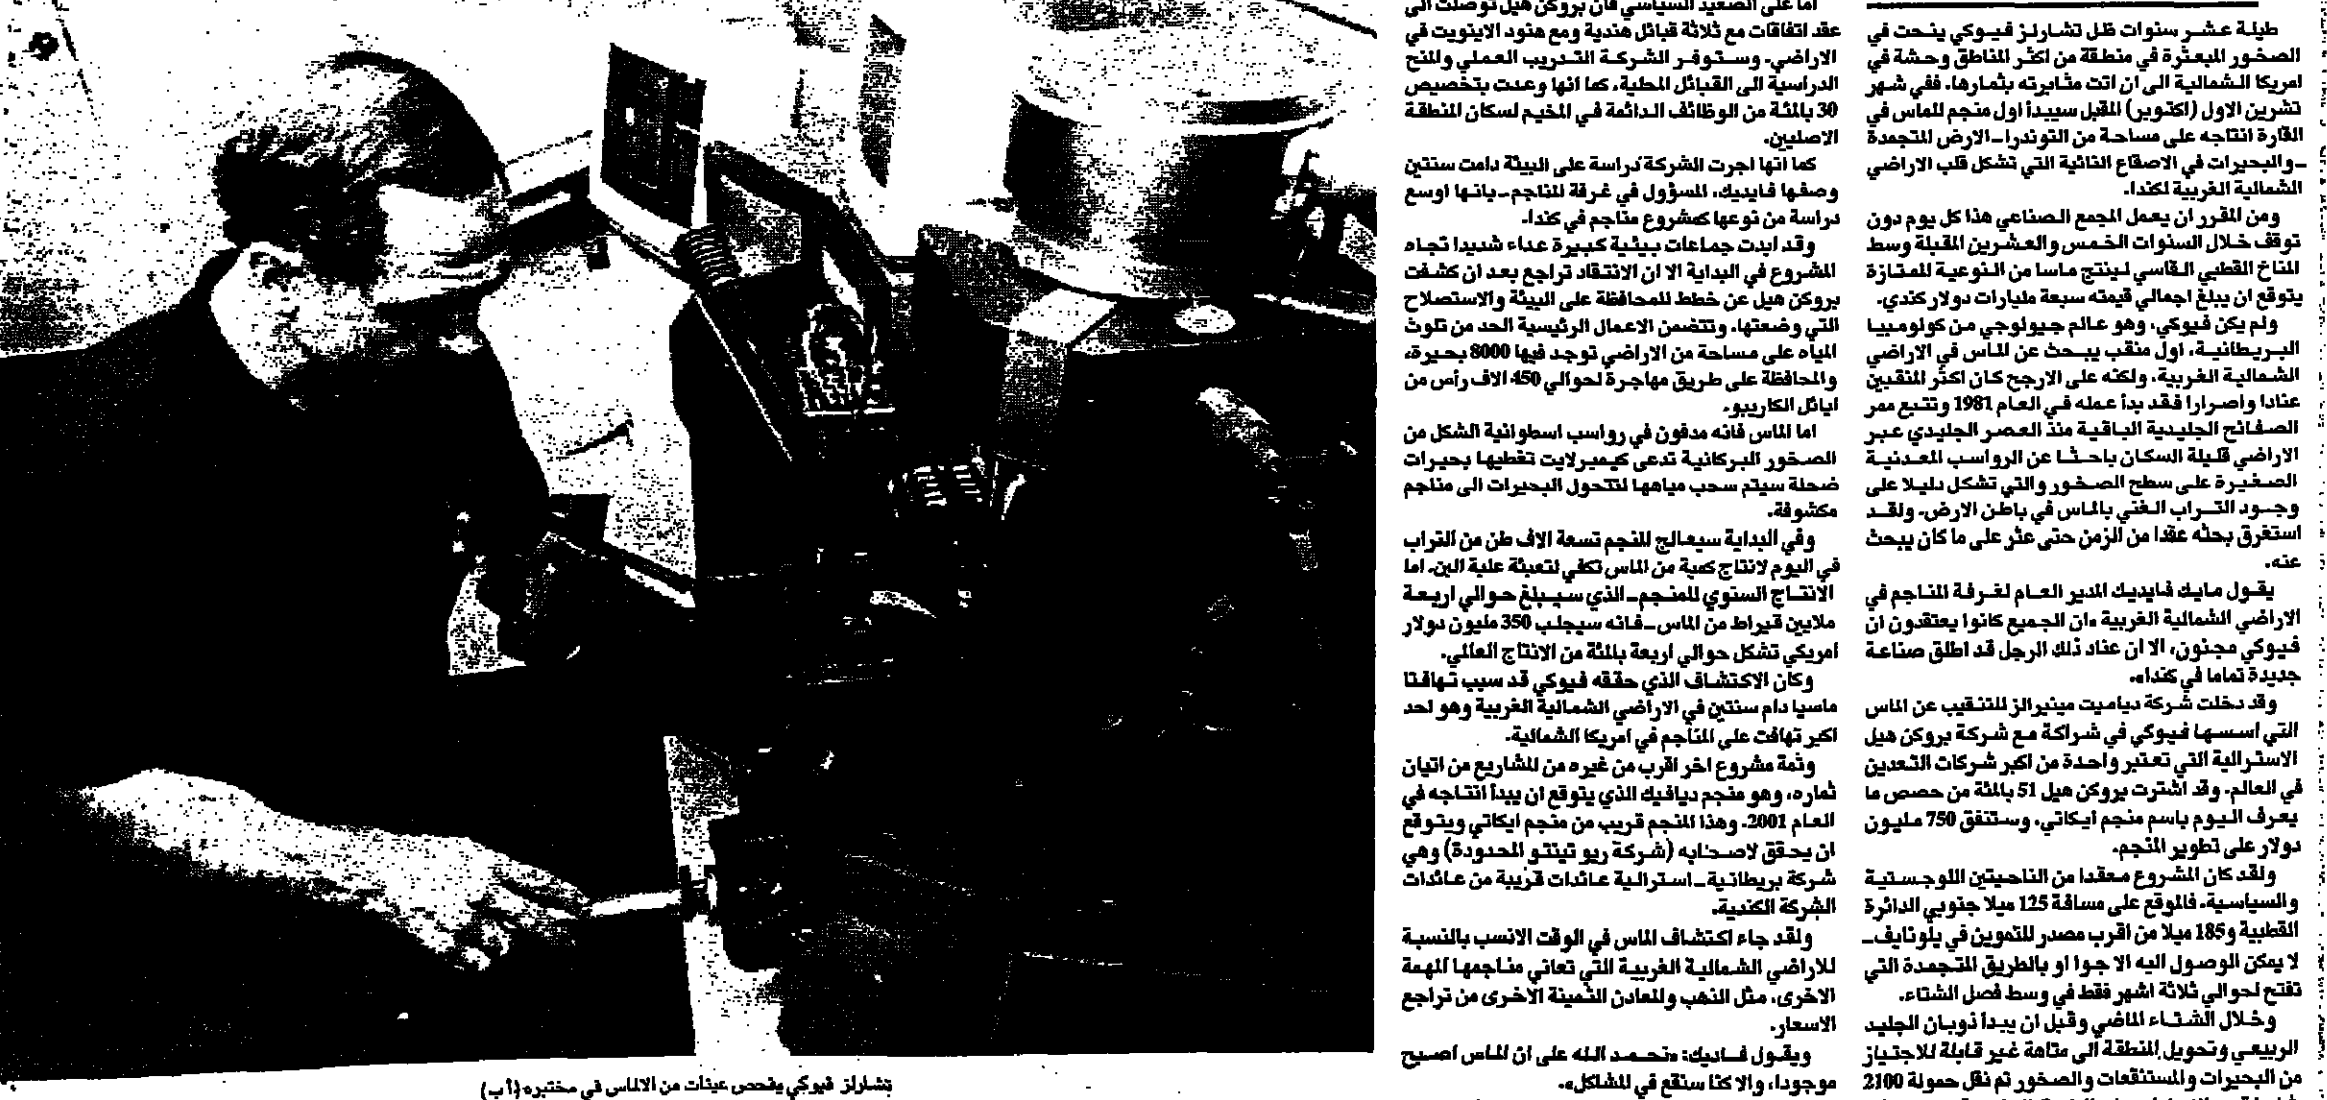 طيلة عشر سنوات ظل تشارلز فيوكي ينحت في
الصخور المبعثرة في منطقة من اكثر المناطق وحشة في
امريكا الشمالية الى ان اتت مثابرته بثمارها. ففي شهر
تشرين الاول (اكتوبر) المقبل سيبدأ اول منجم للماس في
القارة انتاجه على مساحة من التوندرا ـ الارض المتجمدة
ـ والبحيرات في الاصقاع النائية التي تشكل قلب الاراضي
الشمالية الغربية لكندا.
ومن المقرر ان يعمل المجمع الصناعي هذا كل يوم دون
توقف خلال السنوات الخمس والعشرين المقبلة وسط
المناخ القطبي القاسي لينتج ماسا من النوعية الممتازة
يتوقع ان يبلغ اجمالي قيمته سبعة مليارات دولار كندي.
ولم يكن فيوكي، وهو عالم جيولوجي من كولومبيا
البريطانية، اول منقب يبحث عن الماس في الاراضي
الشمالية الغربية، ولكنه على الارجح كان اكثر المنقبين
عنادا واصرارا فقد بدأ عمله في العام 1981 وتتبع ممر
الصفائح الجليدية الباقية منذ العصر الجليدي عبر
الاراضي قليلة السكان باحثا عن الرواسب المعدنية
الصغيرة على سطح الصخور والتي تشكل دليلا على
وجود التراب الغني بالماس في باطن الارض. ولقد
استغرق بحثه عقدا من الزمن حتى عثر على ما كان يبحث
عنه.
يقول مايك فايديك المدير العام لغرفة المناجم في
الاراضي الشمالية الغربية «ان الجميع كانوا يعتقدون ان
فيوكي مجنون، الا ان عناد ذلك الرجل قد اطلق صناعة
جديدة تماما في كندا».
وقد دخلت شركة دياميت مينيرالز للتنقيب عن الماس
التي اسسها فيوكي في شراكة مع شركة بروكن هيل
الاسترالية التي تعتبر واحدة من اكبر شركات التعدين
في العالم. وقد اشترت بروكن هيل 51 بالمئة من حصص ما
يعرف اليوم باسم منجم ايكاتي. وستنفق 750 مليون
دولار على تطوير المنجم.
ولقد كان المشروع معقدا من الناحيتين اللوجستية
والسياسية. فالموقع على مسافة 125 ميلا جنوبي الدائرة
القطبية و185 ميلا من اقرب مصدر للتموين في يلونايف ـ
لا يمكن الوصول اليه الا جوا او بالطريق المتجمدة التي
تفتح لحوالي ثلاثة اشهر فقط في وسط فصل الشتاء.
وخلال الشتاء الماضي وقبل ان يبدأ ذوبان الجليد
الربيعي وتحويل المنطقة الى متاهة غير قابلة للاجتياز
من البحيرات والمستنقعات والصخور تم نقل حمولة 2100
اما على الصعيد السياسي فان بروكن هيل توصلت الى
عقد اتفاقات مع ثلاثة قبائل هندية ومع هنود الاينويت في
الاراضي. وستوفر الشركة التدريب العملي والمنح
الدراسية الى القبائل المحلية، كما انها وعدت بتخصيص
30 بالمئة من الوظائف الدائمة في المخيم لسكان المنطقة
الاصليين.
كما انها اجرت الشركة دراسة على البيئة دامت سنتين
وصفها فايديك، المسؤول في غرفة المناجم ـ بانها اوسع
دراسة من نوعها كمشروع مناجم في كندا.
وقد ابدت جماعات بيئية كبيرة عداء شديدا تجاه
المشروع في البداية الا ان الانتقاد تراجع بعد ان كشفت
بروكن هيل عن خطط للمحافظة على البيئة والاستصلاح
التي وضعتها. وتتضمن الاعمال الرئيسية الحد من تلوث
المياه على مساحة من الاراضي توجد فيها 8000 بحيرة،
والمحافظة على طريق مهاجرة لحوالي 450 الاف رأس من
ايائل الكاريبو.
اما الماس فانه مدفون في رواسب اسطوانية الشكل من
الصخور البركانية تدعى كيمبرلايت تغطيها بحيرات
ضحلة سيتم سحب مياهها لتتحول البحيرات الى مناجم
مكشوفة.
وفي البداية سيعالج المنجم تسعة الاف طن من التراب
في اليوم لانتاج كمية من الماس تكفي لتعبئة علبة البن. اما
الانتاج السنوي للمنجم ـ الذي سيبلغ حوالي اربعة
ملايين قيراط من الماس ـ فانه سيجلب 350 مليون دولار
امريكي تشكل حوالي اربعة بالمئة من الانتاج العالمي.
وكان الاكتشاف الذي حققه فيوكي قد سبب تهافتا
ماسيا دام سنتين في الاراضي الشمالية الغربية وهو احد
اكبر تهافت على المناجم في امريكا الشمالية.
وثمة مشروع اخر اقرب من غيره من المشاريع من اتيان
ثماره، وهو منجم ديافيك الذي يتوقع ان يبدأ انتاجه في
العام 2001. وهذا المنجم قريب من منجم ايكاتي ويتوقع
ان يحقق لاصحابه (شركة ريو تينتو المحدودة) وهي
شركة بريطانية ـ استرالية عائدات قريبة من عائدات
الشركة الكندية.
ولقد جاء اكتشاف الماس في الوقت الانسب بالنسبة
للاراضي الشمالية الغربية التي تعاني مناجمها المهمة
الاخرى، مثل الذهب والمعادن الثمينة الاخرى من تراجع
الاسعار.
ويقول فاديك: «نحمد الله على ان الماس اصبح
موجودا، والا كنا سنقع في المشاكل».
تشارلز فيوكي يفحص عينات من الالماس في مختبره (أ ب)